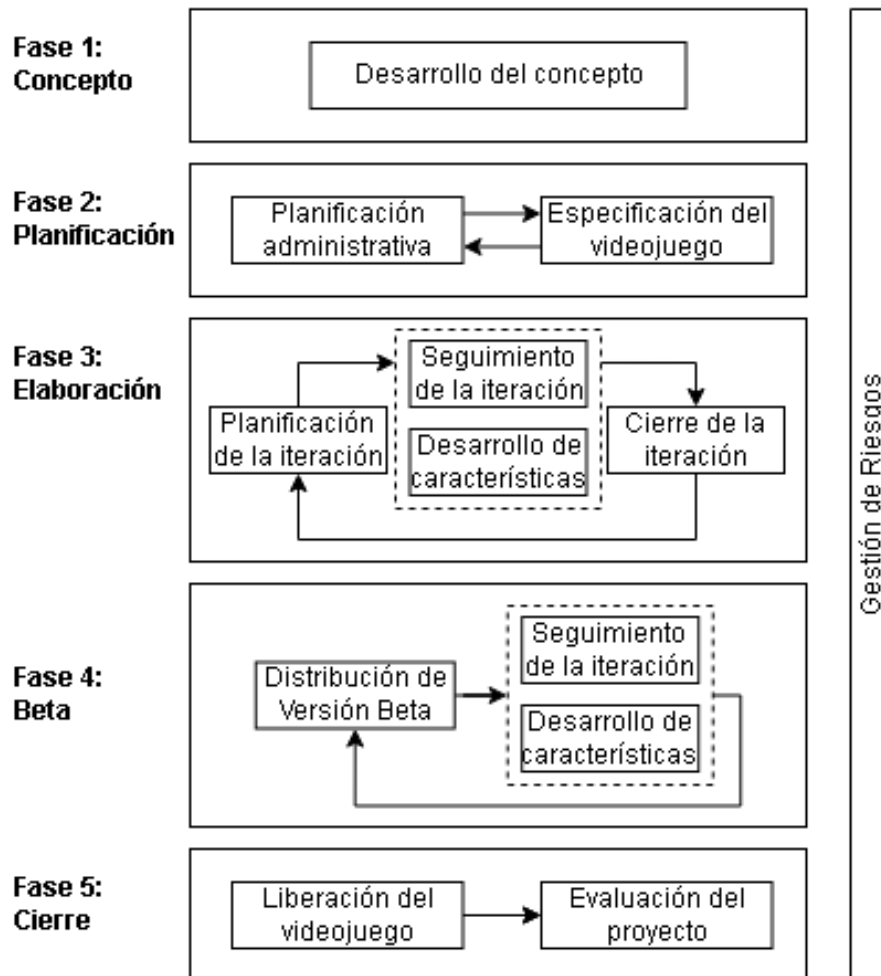 Fase 1:
Concepto
Desarrollo del concepto
Fase 2:
Planificación
Planificación
administrativa
Especificación del
videojuego
Fase 3:
Elaboración
Planificación
de la iteración
Seguimiento
de la iteración
Desarrollo de
características
Cierre de la
iteración
Fase 4:
Beta
Distribución de
Versión Beta
Seguimiento
de la iteración
Desarrollo de
características
Fase 5:
Cierre
Liberación del
videojuego
Evaluación del
proyecto
Gestión de Riesgos